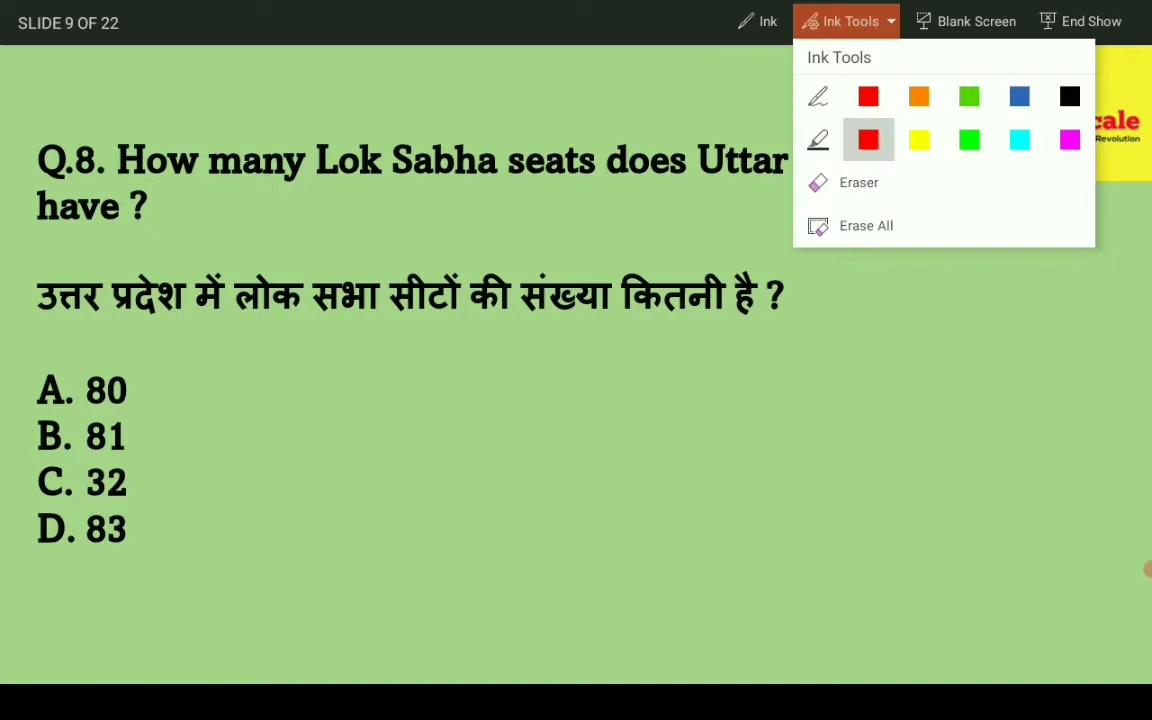 SLIDE 9 OF 22
Ink
Ink Tools
Blank Screen
End Show
Ink Tools
Eraser
Erase All
cale
Revolution
Q.8. How many Lok Sabha seats does Uttar
have ?
उत्तर प्रदेश में लोक सभा सीटों की संख्या कितनी है ?
A. 80
B. 81
C. 32
D. 83